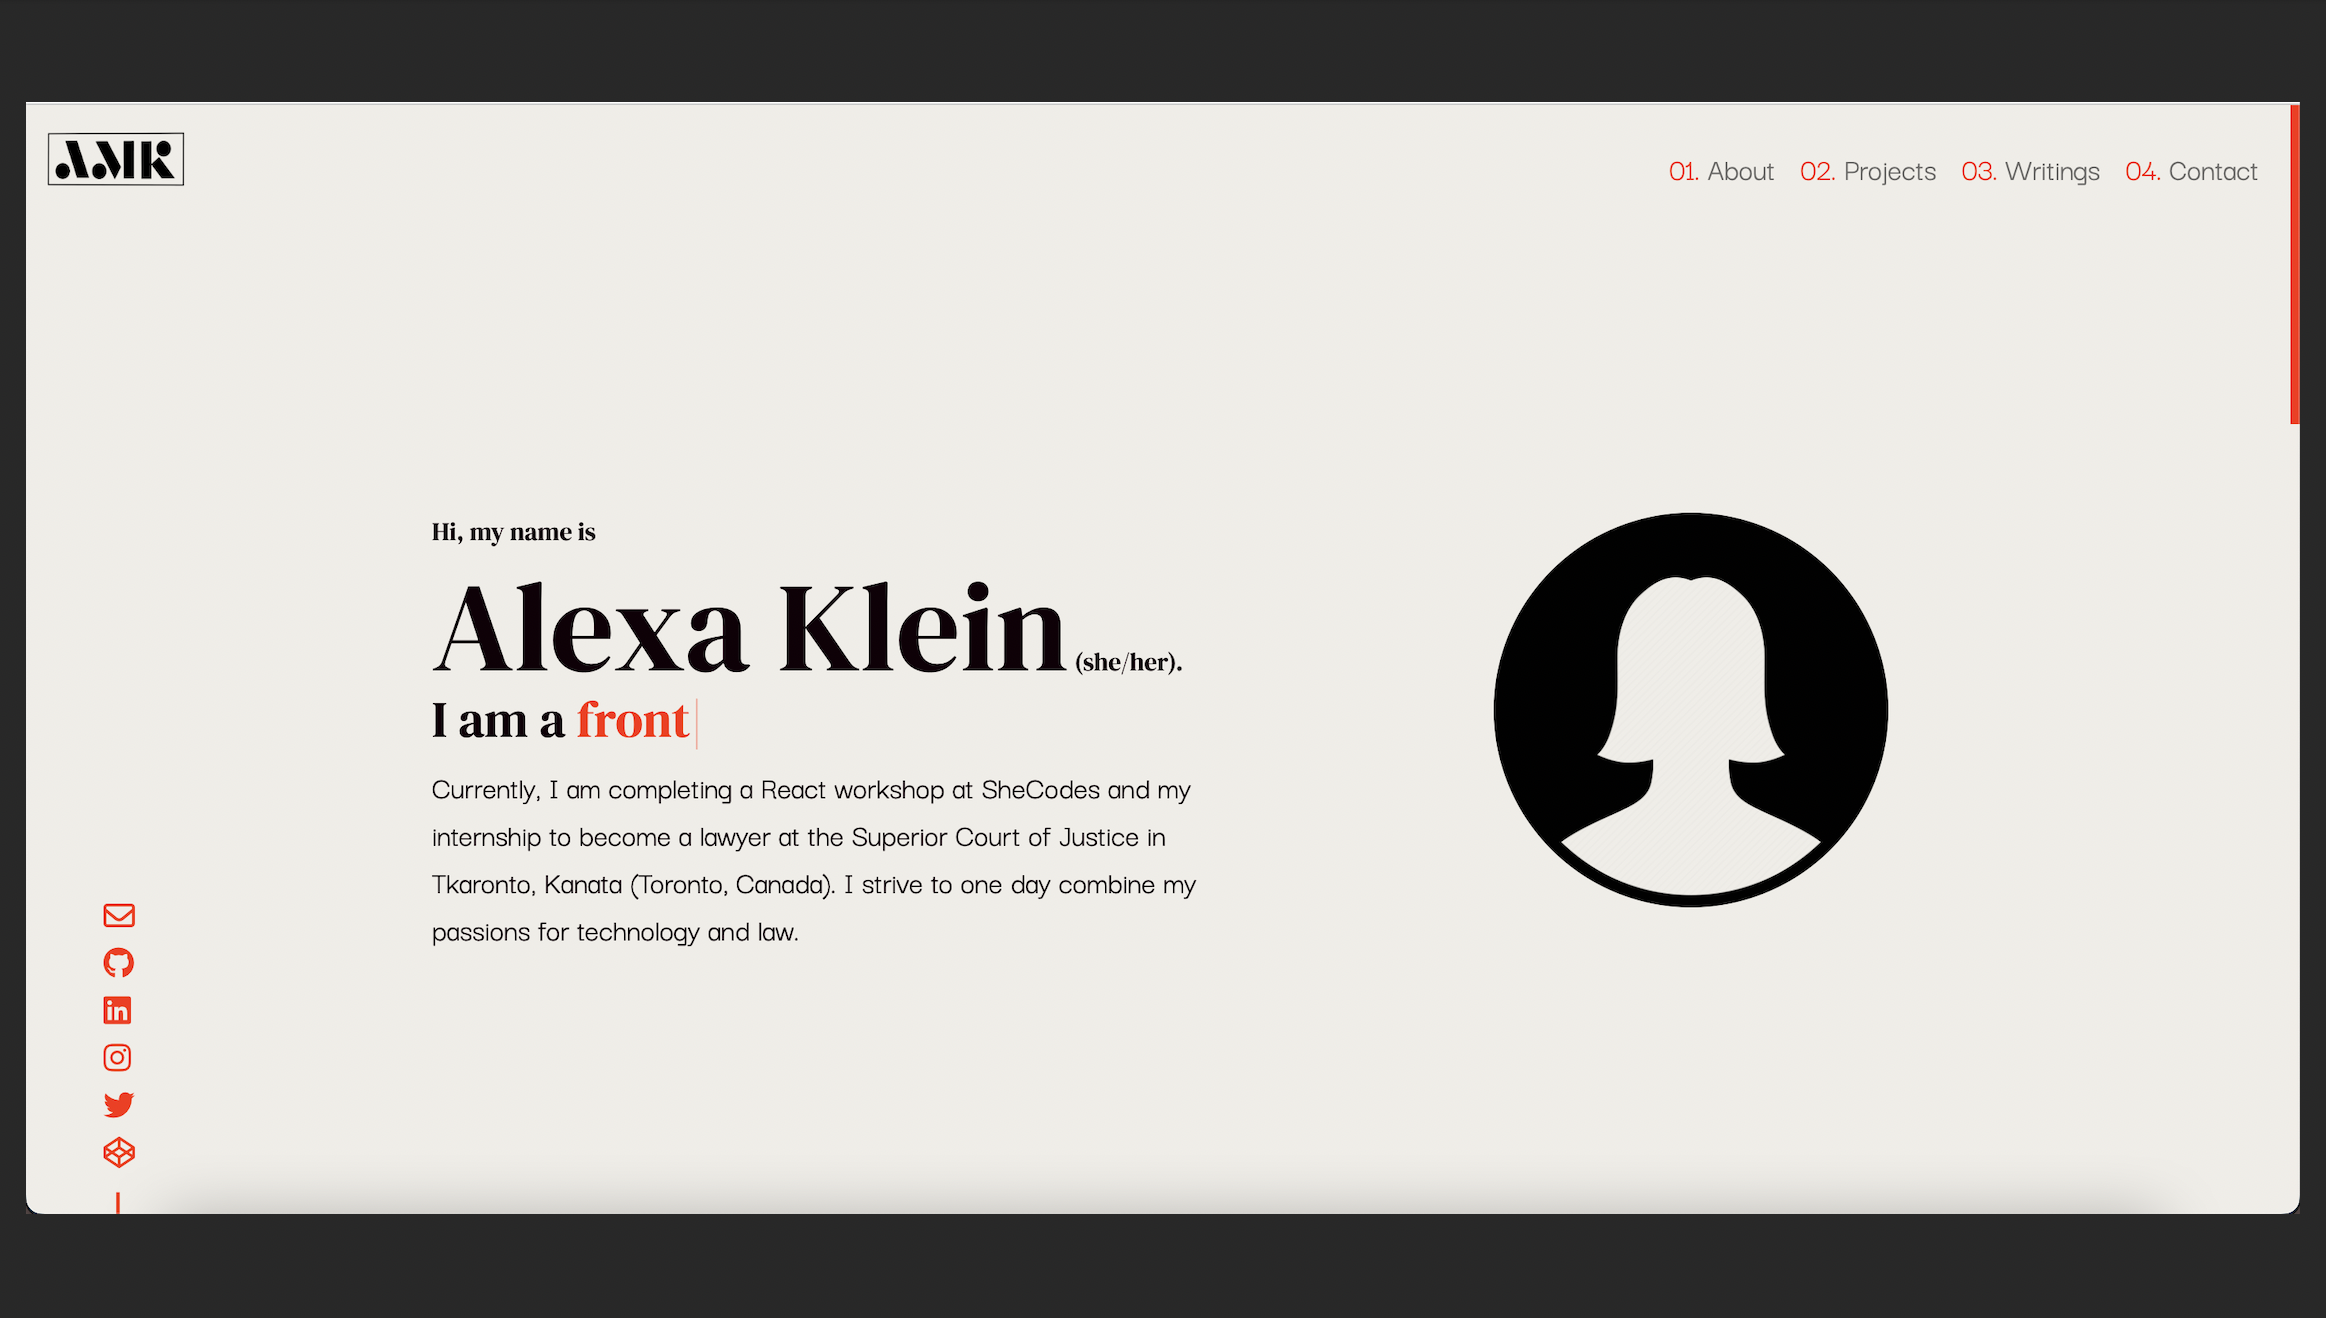 AMK
01. About 02. Projects 03. Writings 04. Contact
Hi, my name is
Alexa Klein (she/her).
I am a front
Currently, I am completing a React workshop at SheCodes and my
internship to become a lawyer at the Superior Court of Justice in
Tkaronto, Kanata (Toronto, Canada). I strive to one day combine my
passions for technology and law.
in